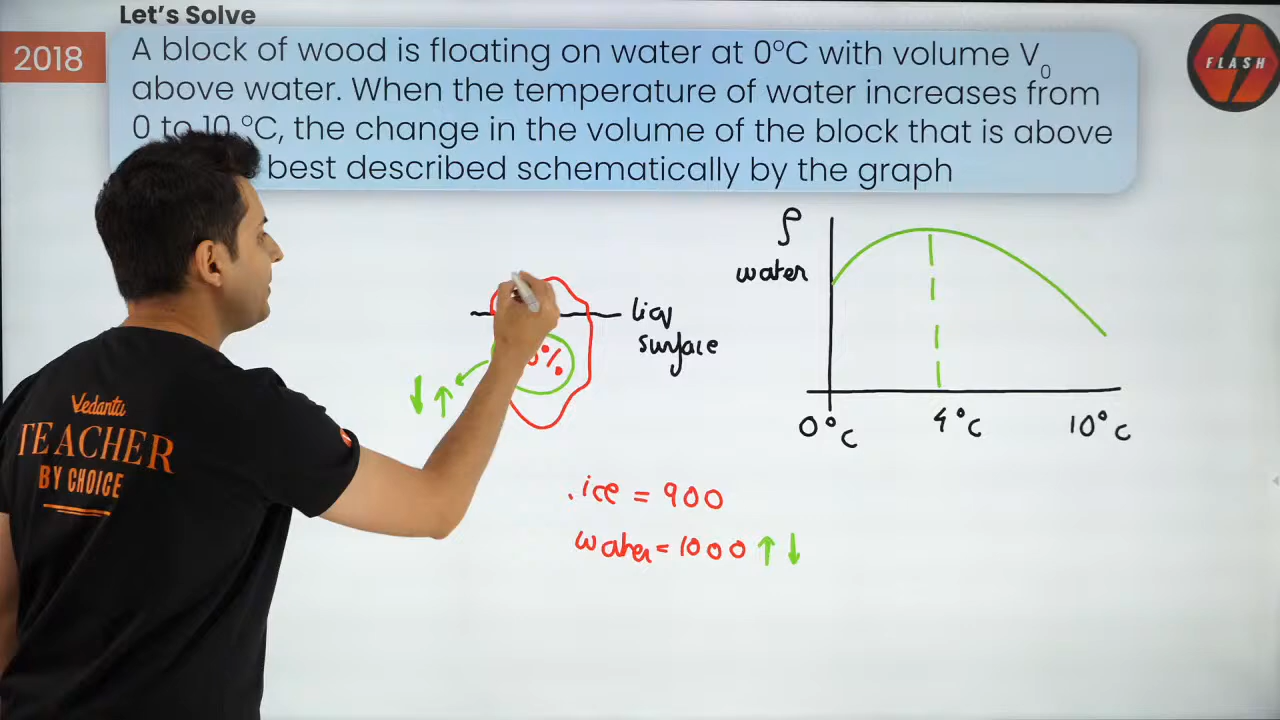 Let's Solve
2018
A block of wood is floating on water at 0°C with volume V₀
above water. When the temperature of water increases from
0 to 10 °C, the change in the volume of the block that is above
best described schematically by the graph
FLASH
ρ
water
liq
surface
%
0°C
4°C
10°C
ice = 900
water = 1000 ↑↓
Vedantu
TEACHER
BY CHOICE